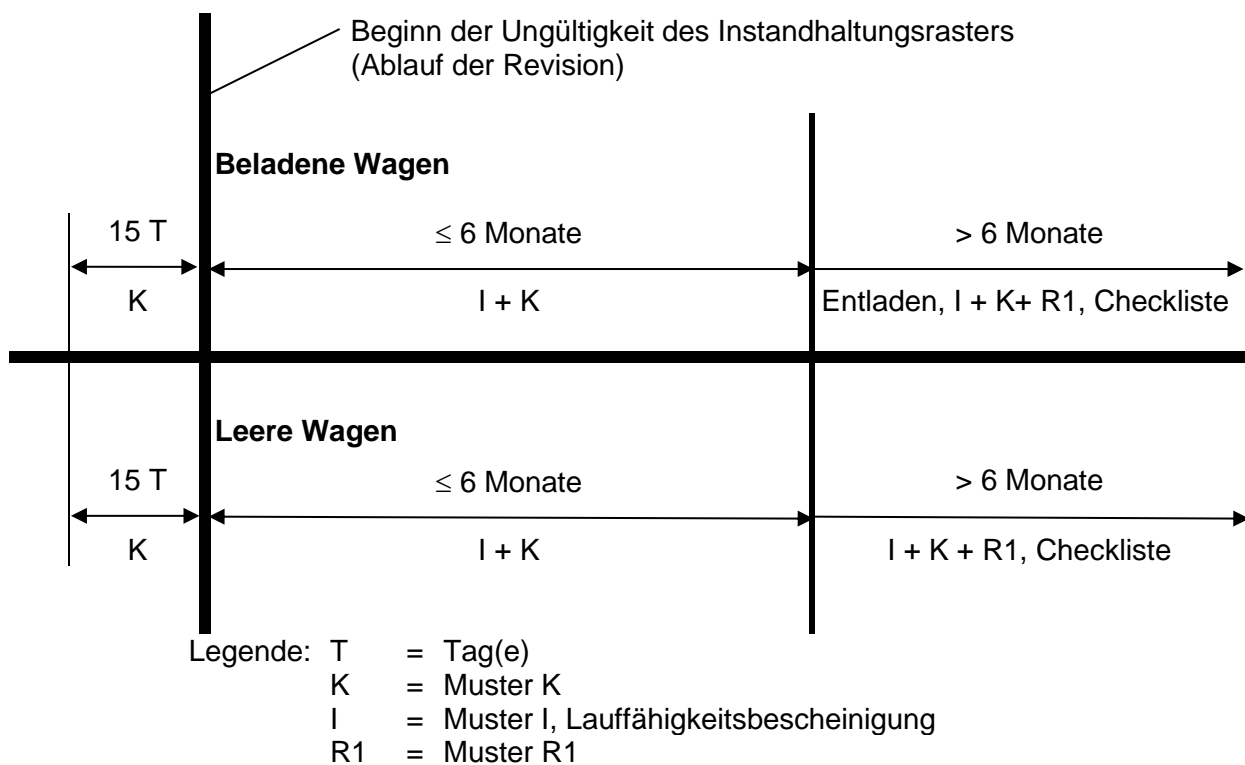 Beginn der Ungültigkeit des Instandhaltungsrasters
(Ablauf der Revision)
Beladene Wagen
15 T ≤ 6 Monate > 6 Monate
K I + K Entladen, I + K+ R1, Checkliste
Leere Wagen
15 T ≤ 6 Monate > 6 Monate
K I + K I + K + R1, Checkliste
Legende: T = Tag(e)
K = Muster K
I = Muster I, Lauffähigkeitsbescheinigung
R1 = Muster R1